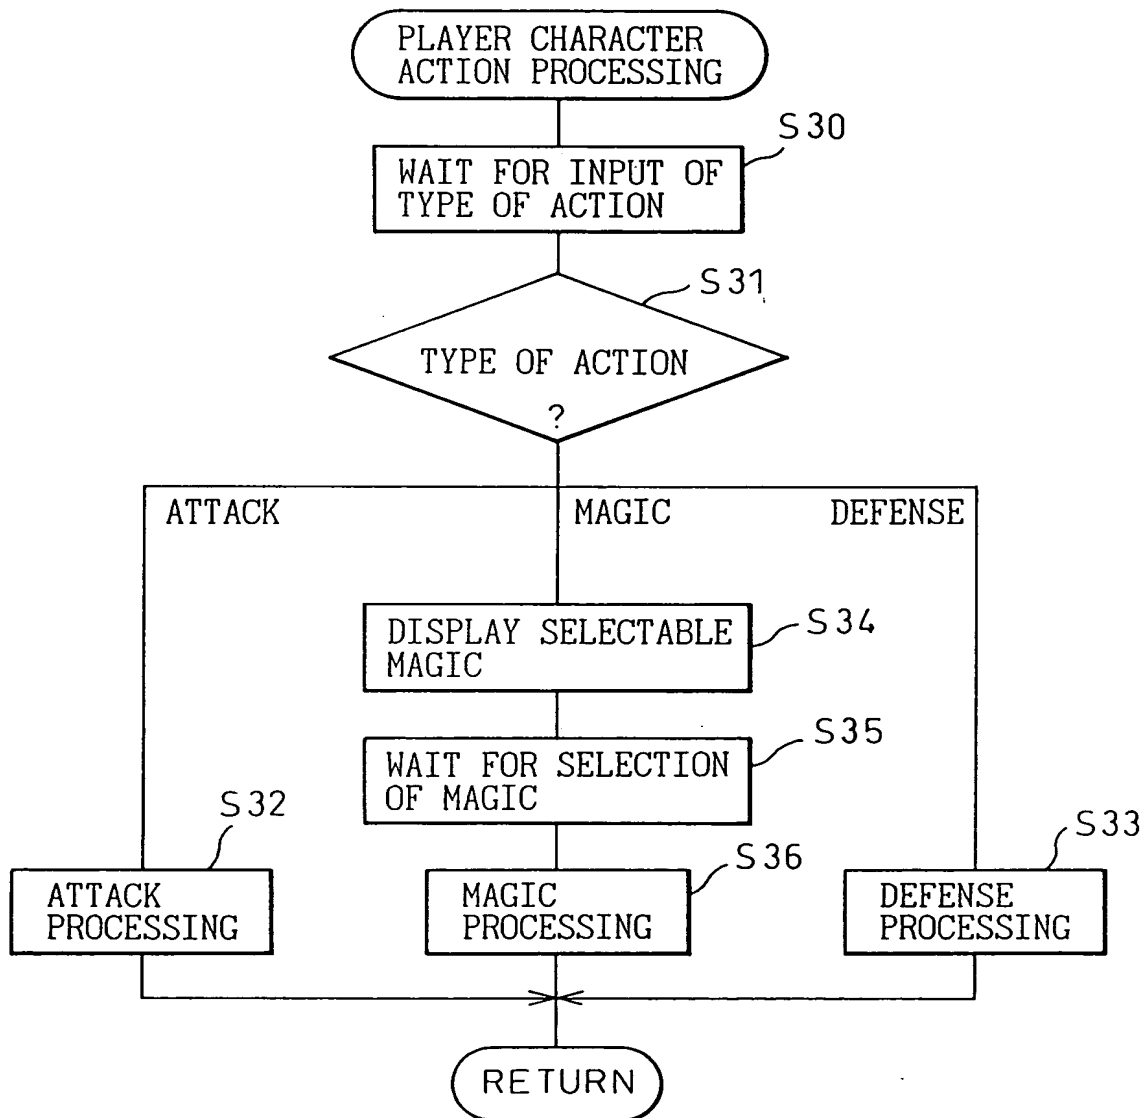 PLAYER CHARACTER
ACTION PROCESSING
S30
WAIT FOR INPUT OF
TYPE OF ACTION
S31
TYPE OF ACTION
?
ATTACK
MAGIC
DEFENSE
DISPLAY SELECTABLE
MAGIC
S34
WAIT FOR SELECTION
OF MAGIC
S35
S32
ATTACK
PROCESSING
S36
MAGIC
PROCESSING
S33
DEFENSE
PROCESSING
RETURN